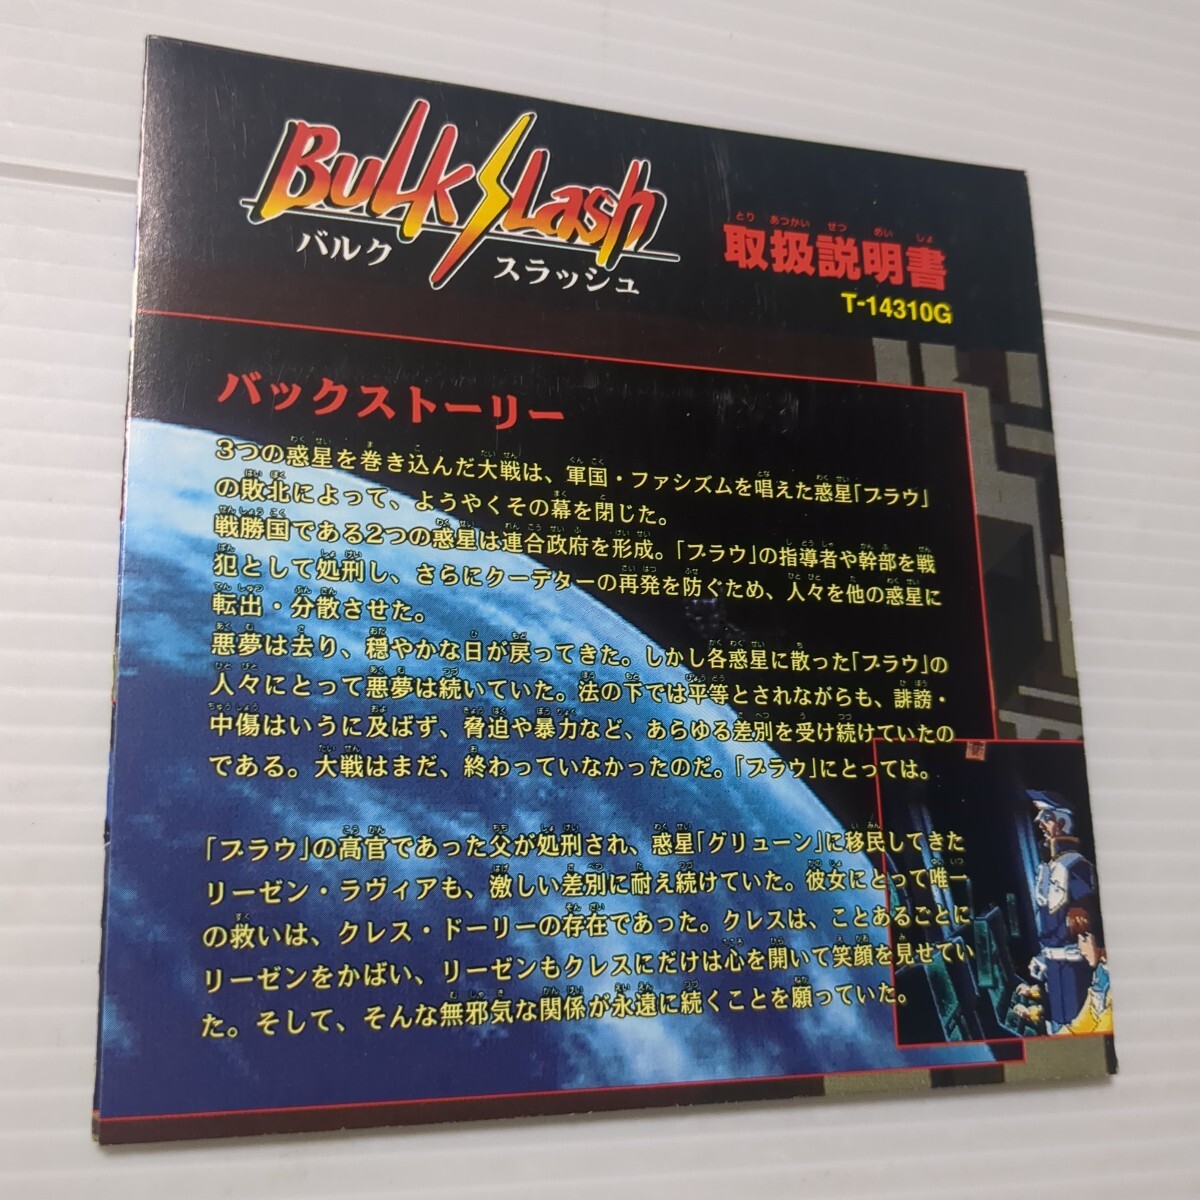 Bulk Slash
バルク スラッシュ
とり あつかい せつ めい しょ
取扱説明書
T-14310G
バックストーリー
3つの惑星を巻き込んだ大戦は、軍国・ファシズムを唱えた惑星「ブラウ」
の敗北によって、ようやくその幕を閉じた。
戦勝国である2つの惑星は連合政府を形成。「ブラウ」の指導者や幹部を戦
犯として処刑し、さらにクーデターの再発を防ぐため、人々を他の惑星に
転出・分散させた。
悪夢は去り、穏やかな日が戻ってきた。しかし各惑星に散った「ブラウ」の
人々にとって悪夢は続いていた。法の下では平等とされながらも、誹謗・
中傷はいうに及ばず、脅迫や暴力など、あらゆる差別を受け続けていたの
である。大戦はまだ、終わっていなかったのだ。「ブラウ」にとっては。
「ブラウ」の高官であった父が処刑され、惑星「グリューン」に移民してきた
リーゼン・ラヴィアも、激しい差別に耐え続けていた。彼女にとって唯一
の救いは、クレス・ドーリーの存在であった。クレスは、ことあるごとに
リーゼンをかばい、リーゼンもクレスにだけは心を開いて笑顔を見せてい
た。そして、そんな無邪気な関係が永遠に続くことを願っていた。